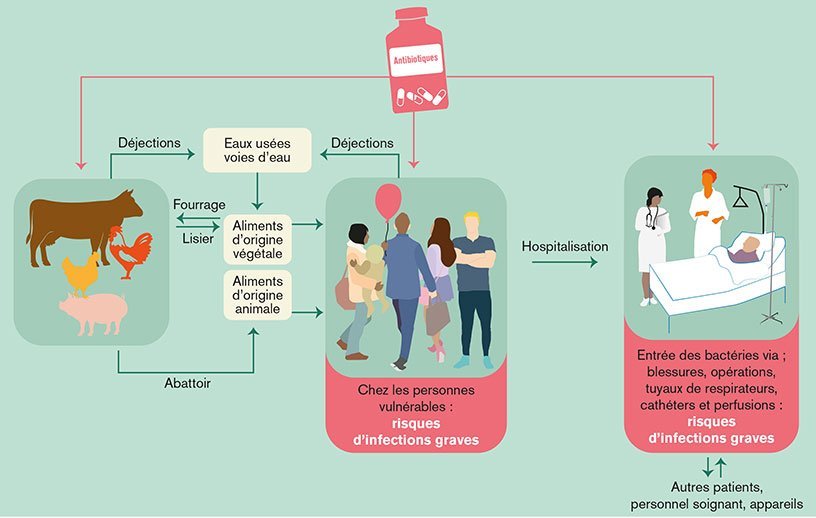 Antibiotiques
Déjections
Eaux usées
voies d'eau
Déjections
Fourrage
Lisier
Aliments
d'origine
végétale
Aliments
d'origine
animale
Abattoir
Chez les personnes
vulnérables :
risques
d'infections graves
Hospitalisation
Entrée des bactéries via ;
blessures, opérations,
tuyaux de respirateurs,
cathéters et perfusions :
risques
d'infections graves
Autres patients,
personnel soignant, appareils